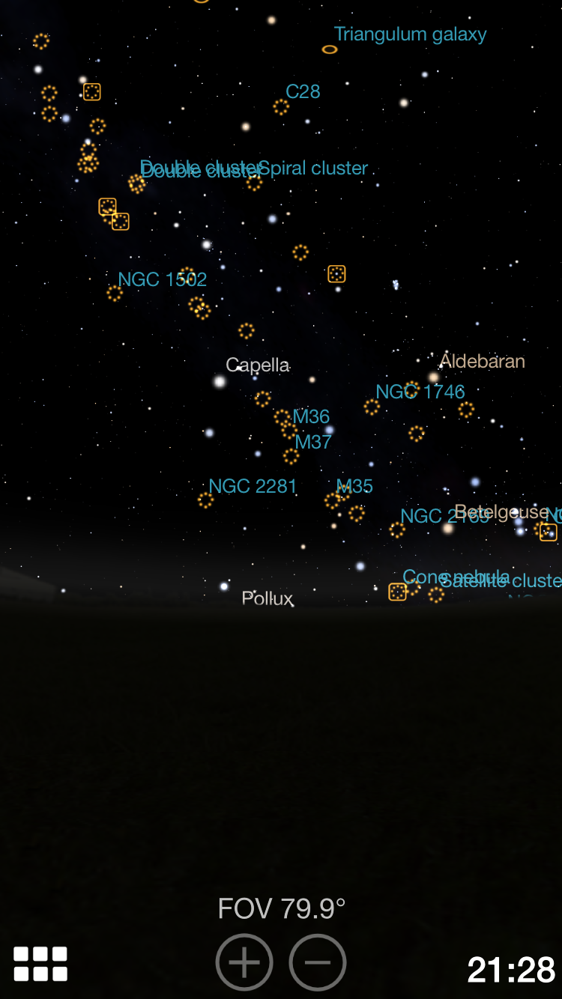 Triangulum galaxy
C28
Double cluster
Double cluster
Spiral cluster
NGC 1502
Capella
Aldebaran
NGC 1746
M36
M37
NGC 2281
M35
NGC 2169
Betelgeuse
Cone nebula
Satellite cluste
Pollux
FOV 79.9°
21:28